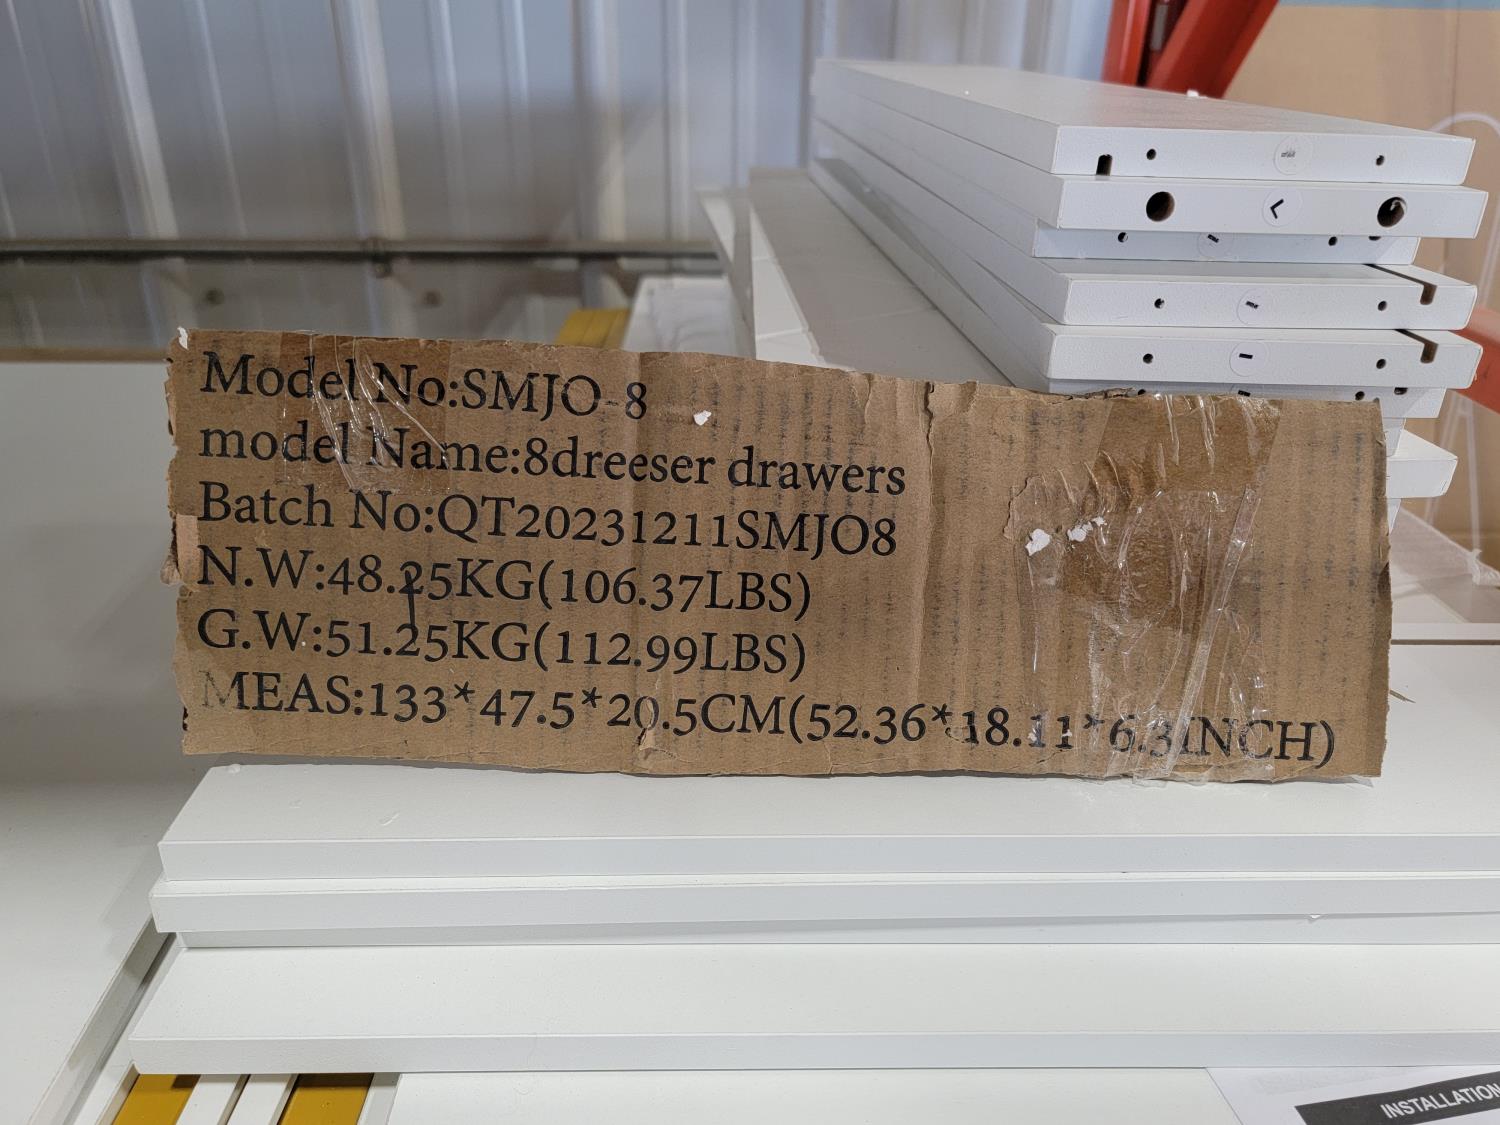 Model No:SMJO-8
model Name:8dreeser drawers
Batch No:QT20231211SMJO8
N.W:48.25KG(106.37LBS)
G.W:51.25KG(112.99LBS)
MEAS:133*47.5*20.5CM(52.36*18.11*6.3INCH)
INSTALLATION